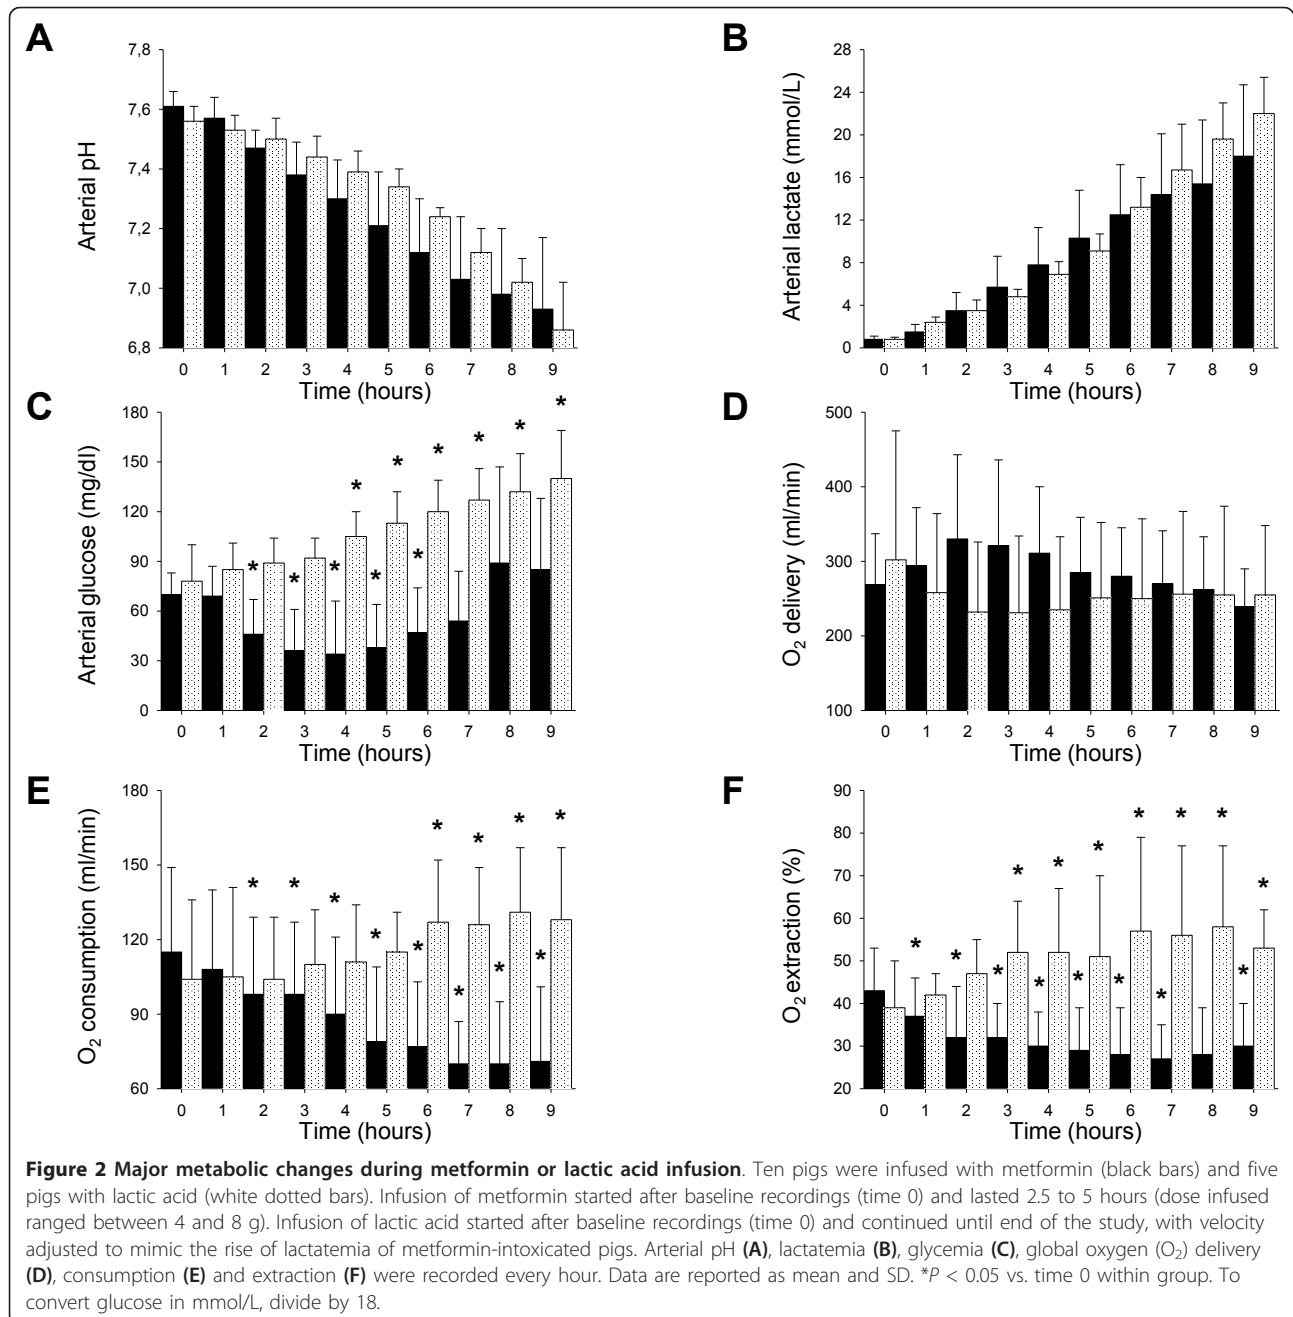 A
7,8
7,6
7,4
7,2
7,0
6,8
Arterial pH
0 1 2 3 4 5 6 7 8 9
Time (hours)
B
28
24
20
16
12
8
4
0
Arterial lactate (mmol/L)
0 1 2 3 4 5 6 7 8 9
Time (hours)
C
180
150
120
90
60
30
0
Arterial glucose (mg/dl)
* * * * * * * * * * *
0 1 2 3 4 5 6 7 8 9
Time (hours)
D
500
400
300
200
100
O2 delivery (ml/min)
0 1 2 3 4 5 6 7 8 9
Time (hours)
E
180
150
120
90
60
O2 consumption (ml/min)
* * * * * * * * * * * *
0 1 2 3 4 5 6 7 8 9
Time (hours)
F
90
80
70
60
50
40
30
20
O2 extraction (%)
* * * * * * * * * * * * * * *
0 1 2 3 4 5 6 7 8 9
Time (hours)
Figure 2 Major metabolic changes during metformin or lactic acid infusion. Ten pigs were infused with metformin (black bars) and five
pigs with lactic acid (white dotted bars). Infusion of metformin started after baseline recordings (time 0) and lasted 2.5 to 5 hours (dose infused
ranged between 4 and 8 g). Infusion of lactic acid started after baseline recordings (time 0) and continued until end of the study, with velocity
adjusted to mimic the rise of lactatemia of metformin-intoxicated pigs. Arterial pH (A), lactatemia (B), glycemia (C), global oxygen (O2) delivery
(D), consumption (E) and extraction (F) were recorded every hour. Data are reported as mean and SD. *P < 0.05 vs. time 0 within group. To
convert glucose in mmol/L, divide by 18.